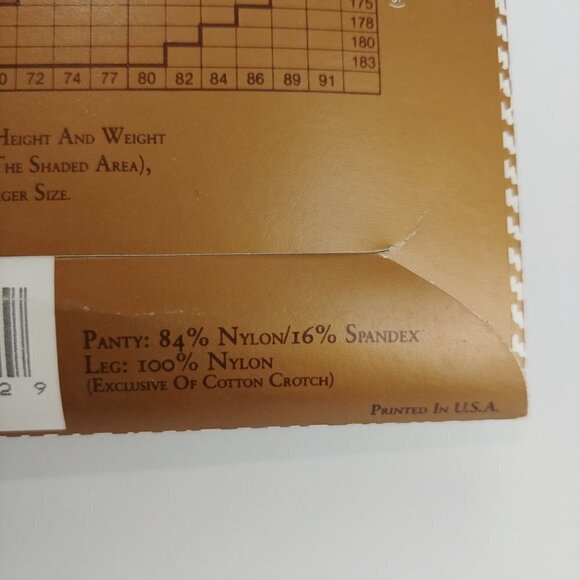 175
178
180
183
72 74 77 80 82 84 86 89 91
Height And Weight
The Shaded Area),
Size.
Panty: 84% Nylon/16% Spandex
Leg: 100% Nylon
(Exclusive Of Cotton Crotch)
2 9
Printed In U.S.A.